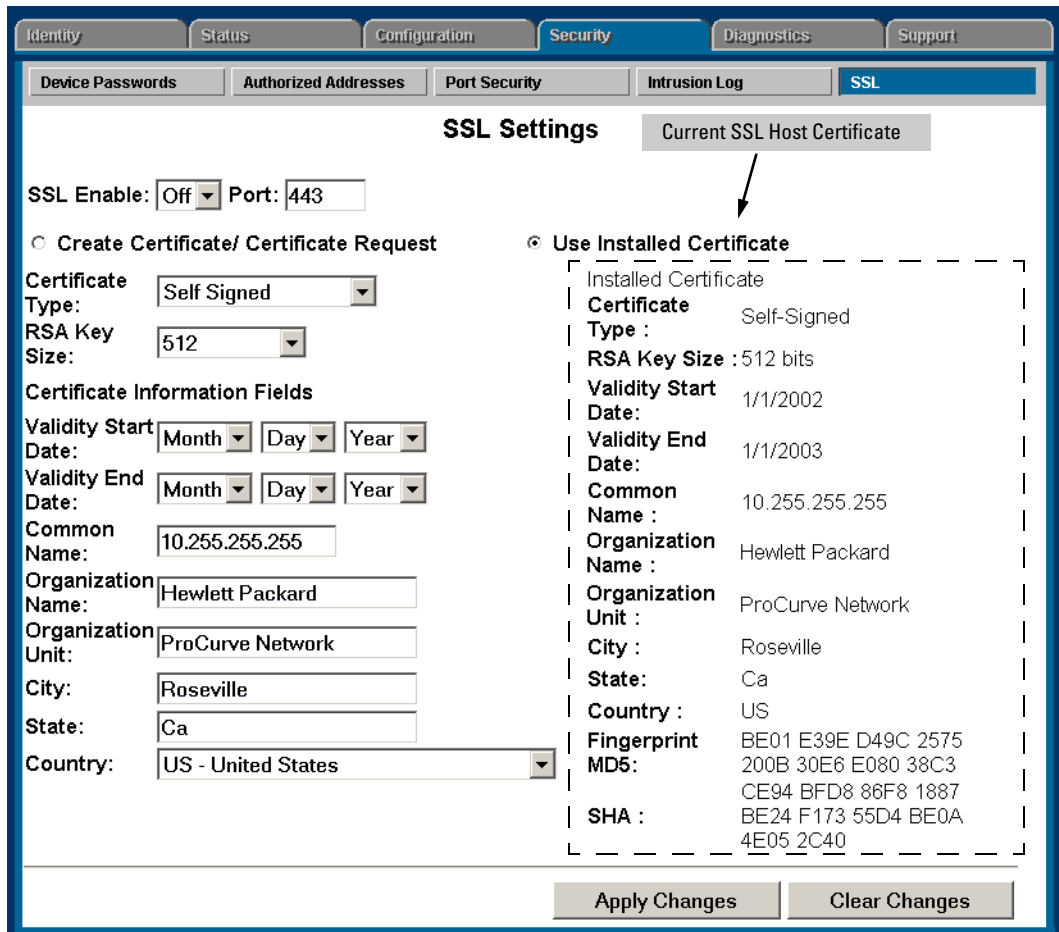 Identity Status Configuration Security Diagnostics Support
Device Passwords Authorized Addresses Port Security Intrusion Log SSL
SSL Settings
Current SSL Host Certificate
SSL Enable: Off Port: 443
Create Certificate/ Certificate Request
Certificate
Type:
Self Signed
RSA Key
Size:
512
Certificate Information Fields
Validity Start
Date:
Month Day Year
Validity End
Date:
Month Day Year
Common
Name:
10.255.255.255
Organization
Name:
Hewlett Packard
Organization
Unit:
ProCurve Network
City:
Roseville
State:
Ca
Country:
US - United States
Use Installed Certificate
Installed Certificate
Certificate
Type :
Self-Signed
RSA Key Size : 512 bits
Validity Start
Date:
1/1/2002
Validity End
Date:
1/1/2003
Common
Name :
10.255.255.255
Organization
Name :
Hewlett Packard
Organization
Unit :
ProCurve Network
City :
Roseville
State:
Ca
Country :
US
Fingerprint
MD5:
BE01 E39E D49C 2575
200B 30E6 E080 38C3
SHA :
CE94 BFD8 86F8 1887
BE24 F173 55D4 BE0A
4E05 2C40
Apply Changes Clear Changes